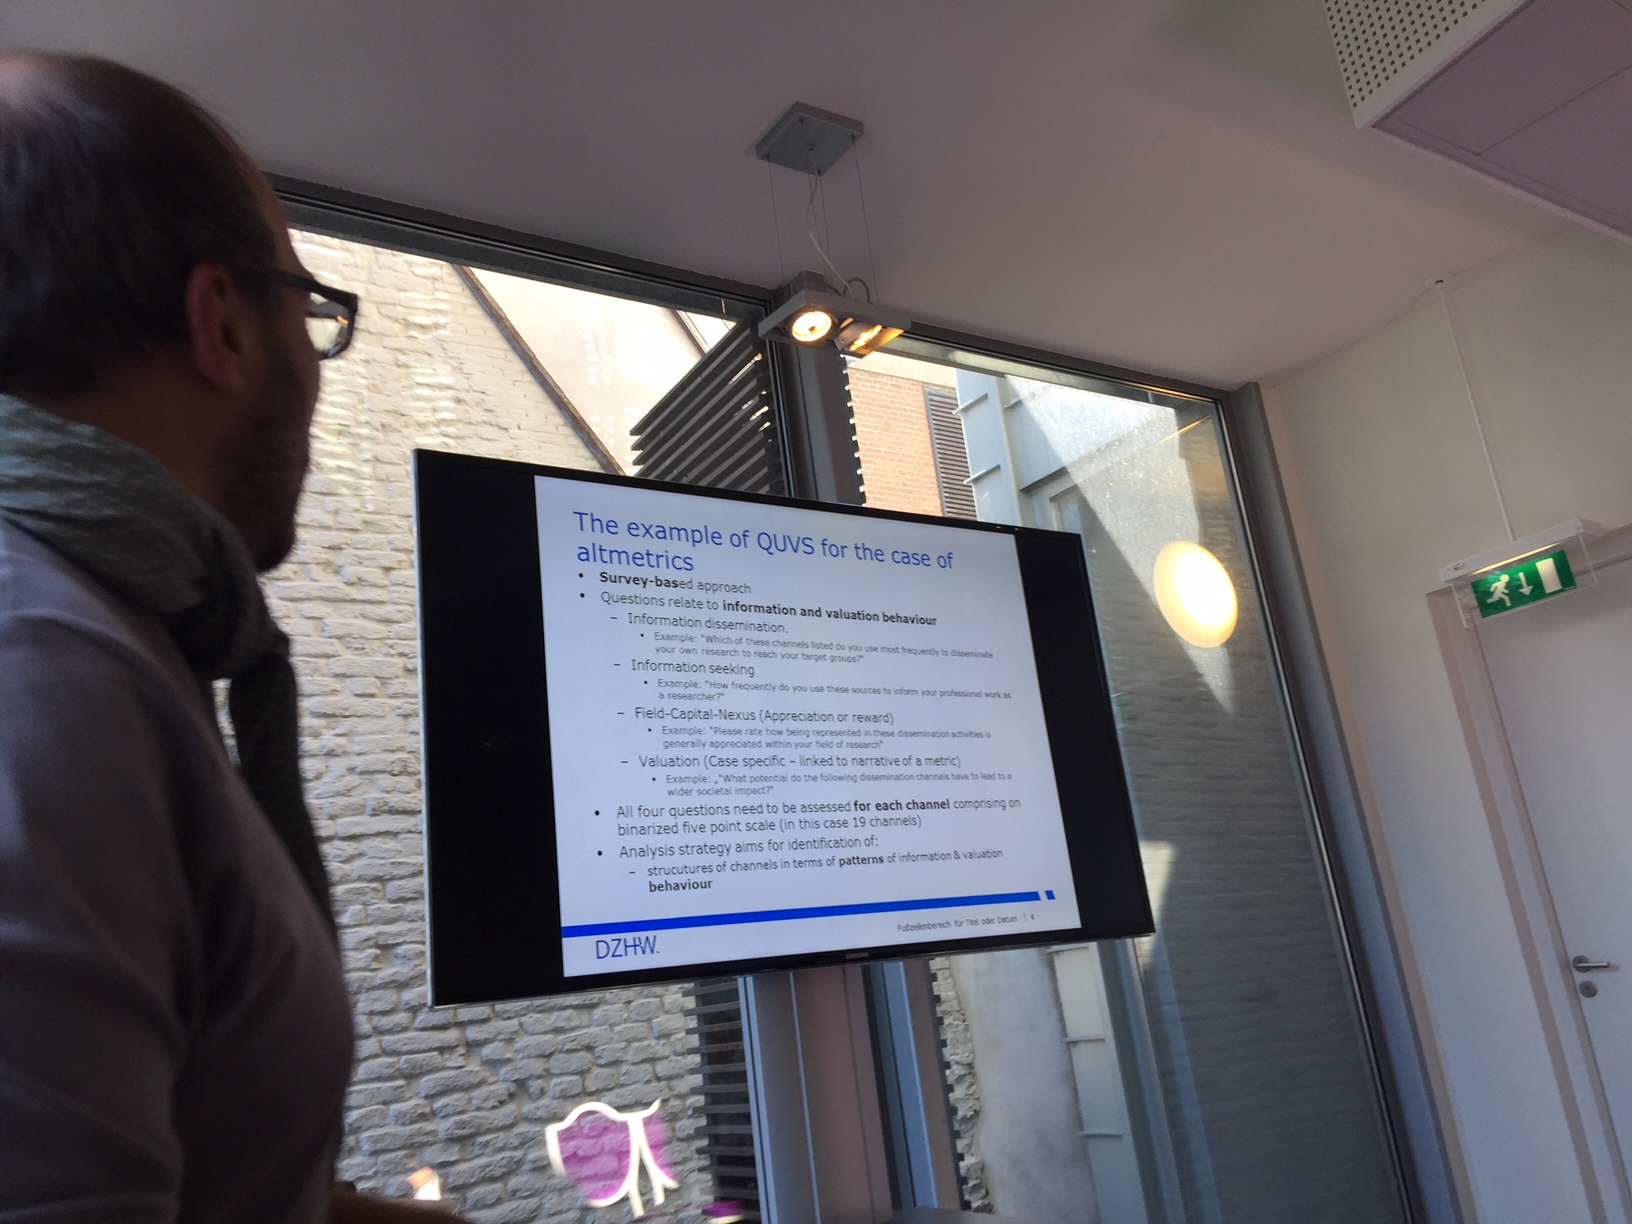 The example of QUVS for the case of
altmetrics
• Survey-based approach
• Questions relate to information and valuation behaviour
– Information dissemination.
• Example: "Which of these channels listed do you use most frequently to disseminate
your own research to reach your target groups?"
– Information seeking
• Example: "How frequently do you use these sources to inform your professional work as
a researcher?"
– Field-Capital-Nexus (Appreciation or reward)
• Example: "Please rate how being represented in these dissemination activities is
generally appreciated within your field of research"
– Valuation (Case specific – linked to narrative of a metric)
• Example: „"What potential do the following dissemination channels have to lead to a
wider societal impact?"
• All four questions need to be assessed for each channel comprising on
binarized five point scale (in this case 19 channels)
• Analysis strategy aims for identification of:
– strucutures of channels in terms of patterns of information & valuation
behaviour
Fußzeilenbereich für Titel oder Datum | 4
DZHW.
SAMSUNG